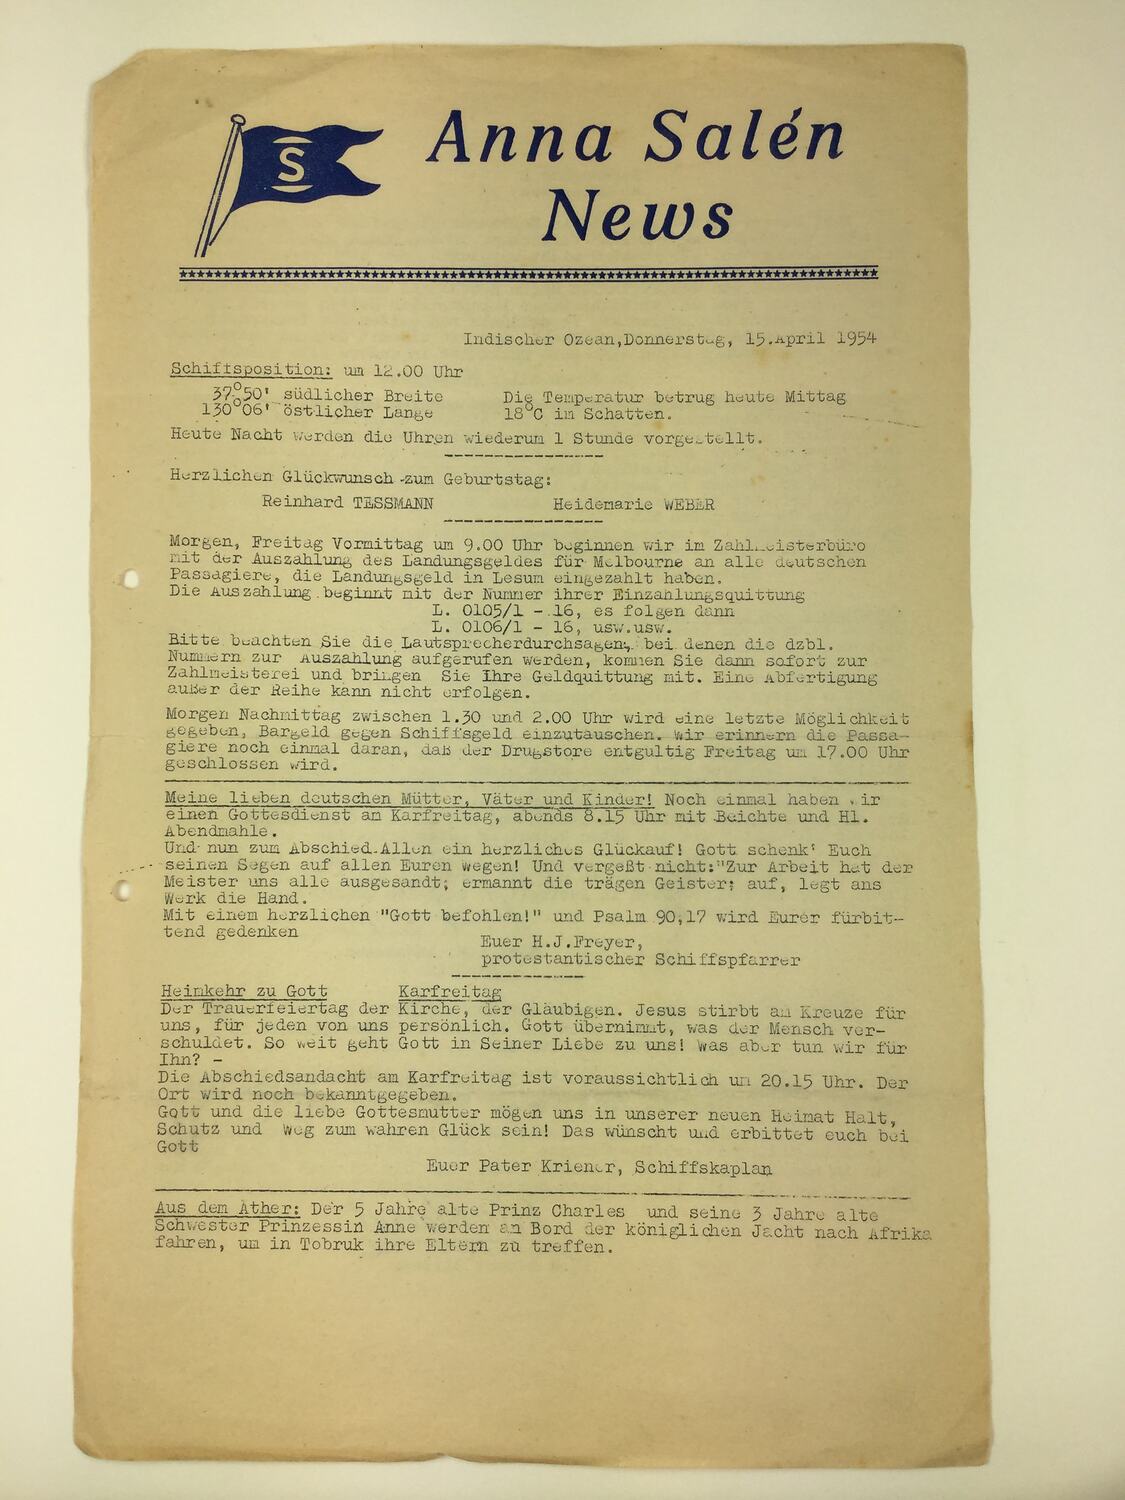 S
Anna Salén
News
Indischer Ozean,Donnerstag, 15.April 1954
Schiffsposition: um 12.00 Uhr
37°50' südlicher Breite Die Temperatur betrug heute Mittag
130°06' östlicher Lange 18°C im Schatten.
Heute Nacht werden die Uhren wiederum 1 Stunde vorgestellt.
Herzlichen Glückwunsch zum Geburtstag:
Reinhard TESSMANN Heidemarie WEBER
Morgen, Freitag Vormittag um 9.00 Uhr beginnen wir im Zahlmeisterbüro
mit der Auszahlung des Landungsgeldes für Melbourne an alle deutschen
Passagiere, die Landungsgeld in Lesum eingezahlt haben.
Die Auszahlung beginnt mit der Nummer ihrer Einzahlungsquittung
L. 0105/1 - 16, es folgen dann
L. 0106/1 - 16, usw.usw.
Bitte beachten Sie die Lautsprecherdurchsagen, bei denen die dzbl.
Nummern zur Auszahlung aufgerufen werden, kommen Sie dann sofort zur
Zahlmeisterei und bringen Sie Ihre Geldquittung mit. Eine Abfertigung
außer der Reihe kann nicht erfolgen.
Morgen Nachmittag zwischen 1.30 und 2.00 Uhr wird eine letzte Möglichkeit
gegeben, Bargeld gegen Schiffsgeld einzutauschen. Wir erinnern die Passa-
giere noch einmal daran, daß der Drugstore entgultig Freitag um 17.00 Uhr
geschlossen wird.
Meine lieben deutschen Mütter, Väter und Kinder! Noch einmal haben wir
einen Gottesdienst am Karfreitag, abends 8.15 Uhr mit Beichte und Hl.
Abendmahle.
Und nun zum Abschied Allen ein herzliches Glückauf! Gott schenk' Euch
seinen Segen auf allen Euren Wegen! Und vergeßt nicht:"Zur Arbeit hat der
Meister uns alle ausgesandt; ermannt die trägen Geister; auf, legt ans
Werk die Hand.
Mit einem herzlichen "Gott befohlen!" und Psalm 90,17 wird Eurer fürbit-
tend gedenken
Euer H.J.Freyer,
protestantischer Schiffspfarrer
Heimkehr zu Gott Karfreitag
Der Trauerfeiertag der Kirche, der Gläubigen. Jesus stirbt am Kreuze für
uns, für jeden von uns persönlich. Gott übernimmt, was der Mensch ver-
schuldet. So weit geht Gott in Seiner Liebe zu uns! Was aber tun wir für
Ihn? -
Die Abschiedsandacht am Karfreitag ist voraussichtlich um 20.15 Uhr. Der
Ort wird noch bekanntgegeben.
Gott und die liebe Gottesmutter mögen uns in unserer neuen Heimat Halt,
Schutz und Weg zum wahren Glück sein! Das wünscht und erbittet euch bei
Gott
Euer Pater Kriener, Schiffskaplan
Aus dem Ather: Der 5 Jahre alte Prinz Charles und seine 3 Jahre alte
Schwester Prinzessin Anne werden an Bord der königlichen Jacht nach Afrika
fahren, um in Tobruk ihre Eltern zu treffen.